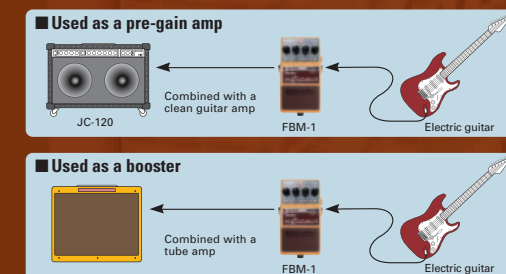 ■ Used as a pre-gain amp
Combined with a
clean guitar amp
JC-120
FBM-1
Electric guitar
■ Used as a booster
Combined with a
tube amp
FBM-1
Electric guitar